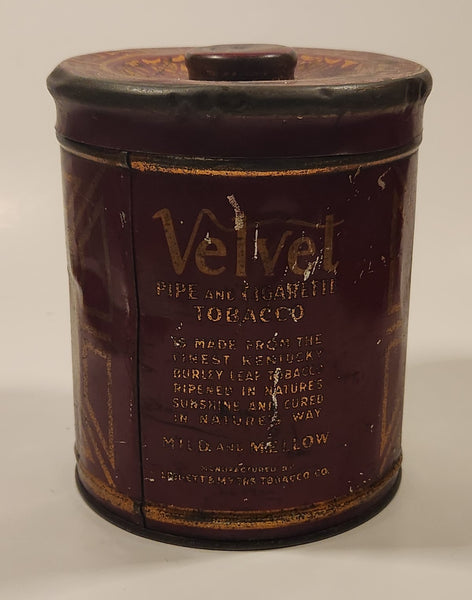 Velvet
PIPE AND CIGARETTE
TOBACCO
IS MADE FROM THE
FINEST KENTUCKY
BURLEY LEAF TOBACCO
RIPENED IN NATURES
SUNSHINE AND CURED
IN NATURES WAY
MILD AND MELLOW
MANUFACTURED BY
LIGGETT & MYERS TOBACCO CO.